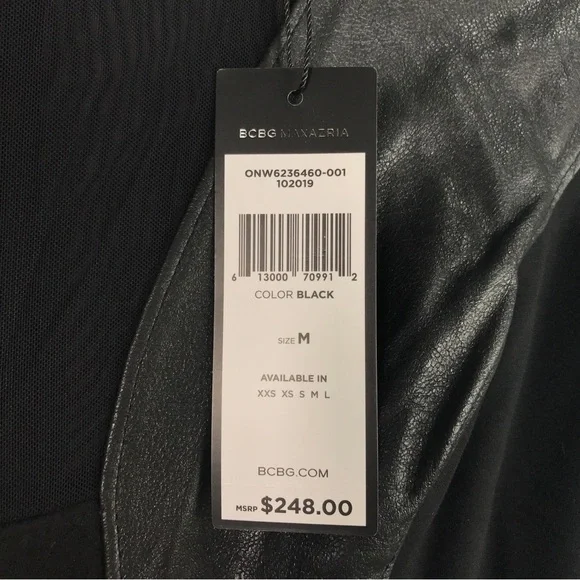 BCBG MAXAZRIA
ONW6236460-001
102019
6 13000 70991 2
COLOR BLACK
SIZE M
AVAILABLE IN
XXS XS S M L
BCBG.COM
MSRP $248.00